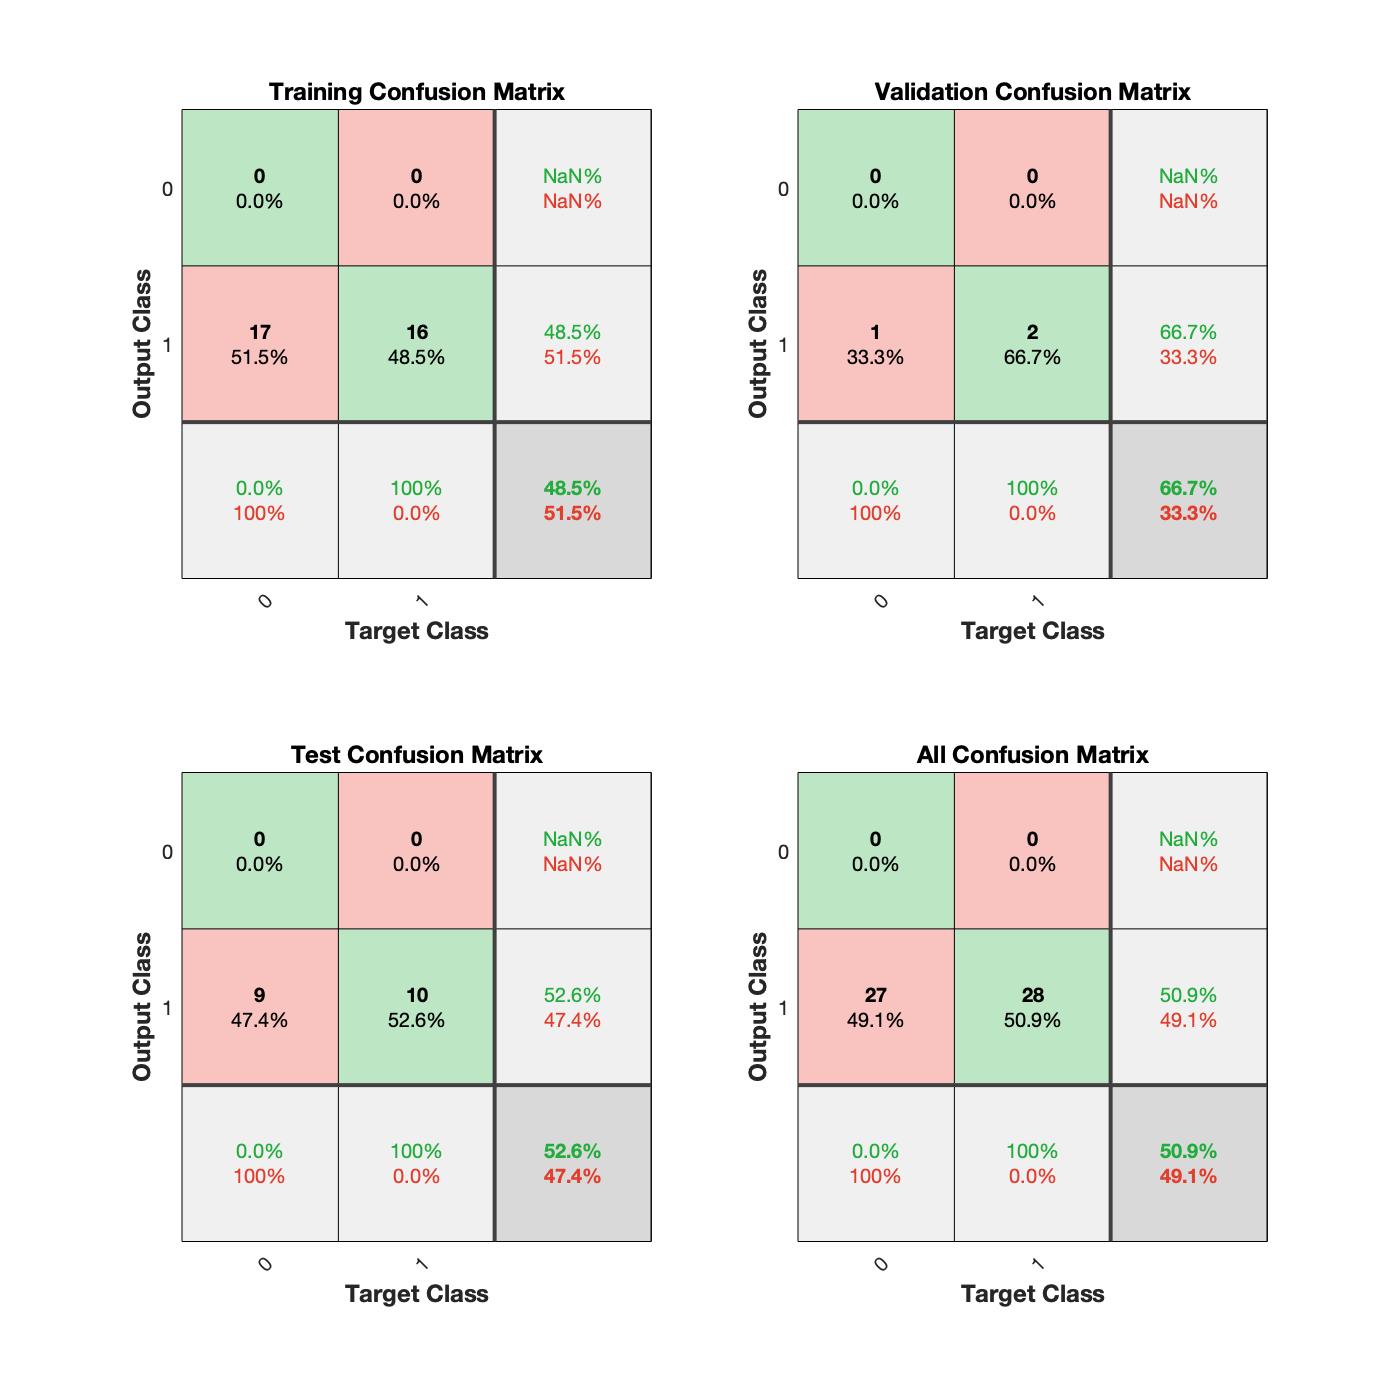 Training Confusion Matrix
0
0 0 NaN%
0.0% 0.0% NaN%
1
17 16 48.5%
51.5% 48.5% 51.5%
0.0% 100% 48.5%
100% 0.0% 51.5%
0 1
Target Class
Output Class
Validation Confusion Matrix
0
0 0 NaN%
0.0% 0.0% NaN%
1
1 2 66.7%
33.3% 66.7% 33.3%
0.0% 100% 66.7%
100% 0.0% 33.3%
0 1
Target Class
Output Class
Test Confusion Matrix
0
0 0 NaN%
0.0% 0.0% NaN%
1
9 10 52.6%
47.4% 52.6% 47.4%
0.0% 100% 52.6%
100% 0.0% 47.4%
0 1
Target Class
Output Class
All Confusion Matrix
0
0 0 NaN%
0.0% 0.0% NaN%
1
27 28 50.9%
49.1% 50.9% 49.1%
0.0% 100% 50.9%
100% 0.0% 49.1%
0 1
Target Class
Output Class